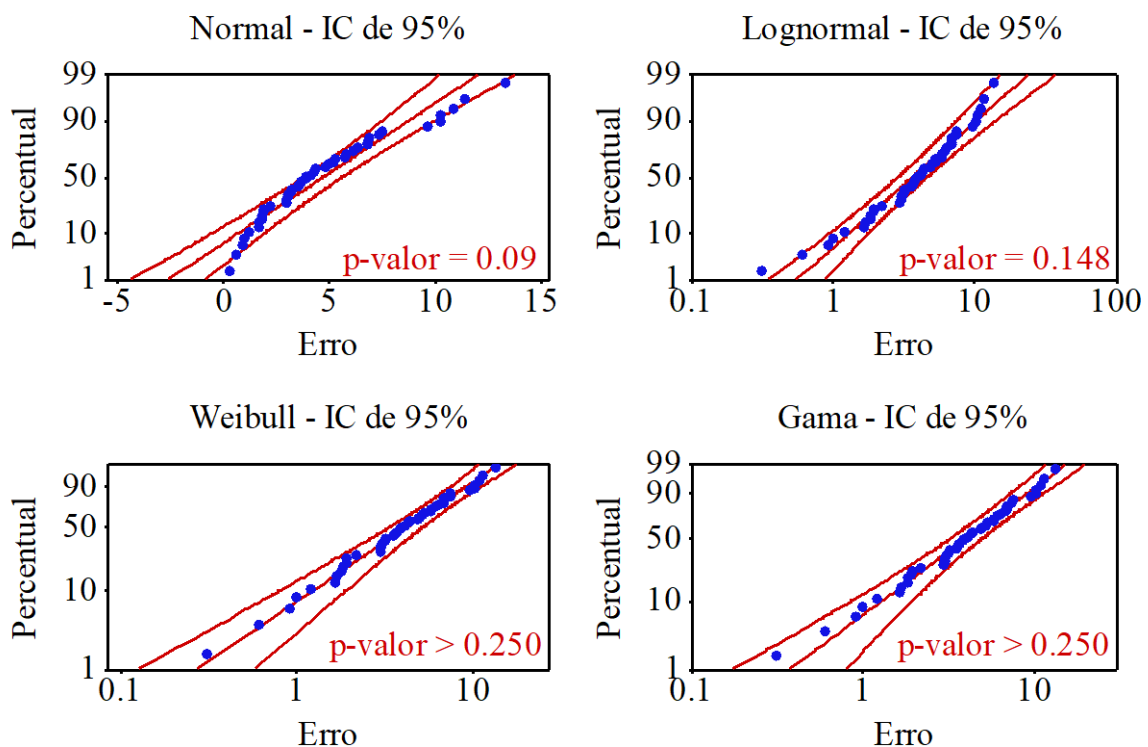 Normal - IC de 95%
Percentual
99
90
50
10
1
p-valor = 0.09
-5
0
5
10
15
Erro
Lognormal - IC de 95%
Percentual
99
90
50
10
1
p-valor = 0.148
0.1
1
10
100
Erro
Weibull - IC de 95%
Percentual
90
50
10
1
p-valor > 0.250
0.1
1
10
Erro
Gama - IC de 95%
Percentual
99
90
50
10
1
p-valor > 0.250
0.1
1
10
Erro